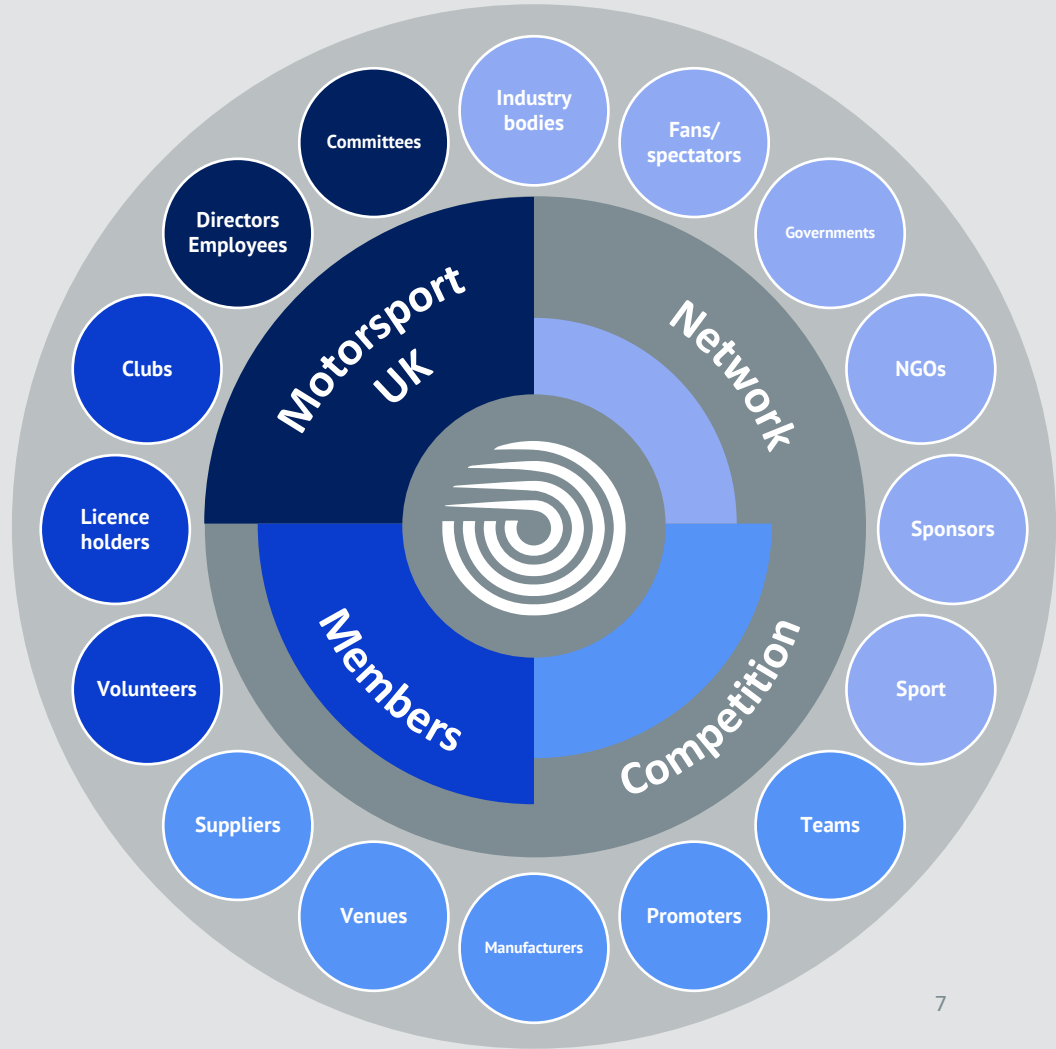 Industry
bodies
Fans/
spectators
Governments
NGOs
Sponsors
Sport
Teams
Promoters
Manufacturers
Venues
Suppliers
Volunteers
Licence
holders
Clubs
Directors
Employees
Committees
Motorsport
UK
Network
Competition
Members
7